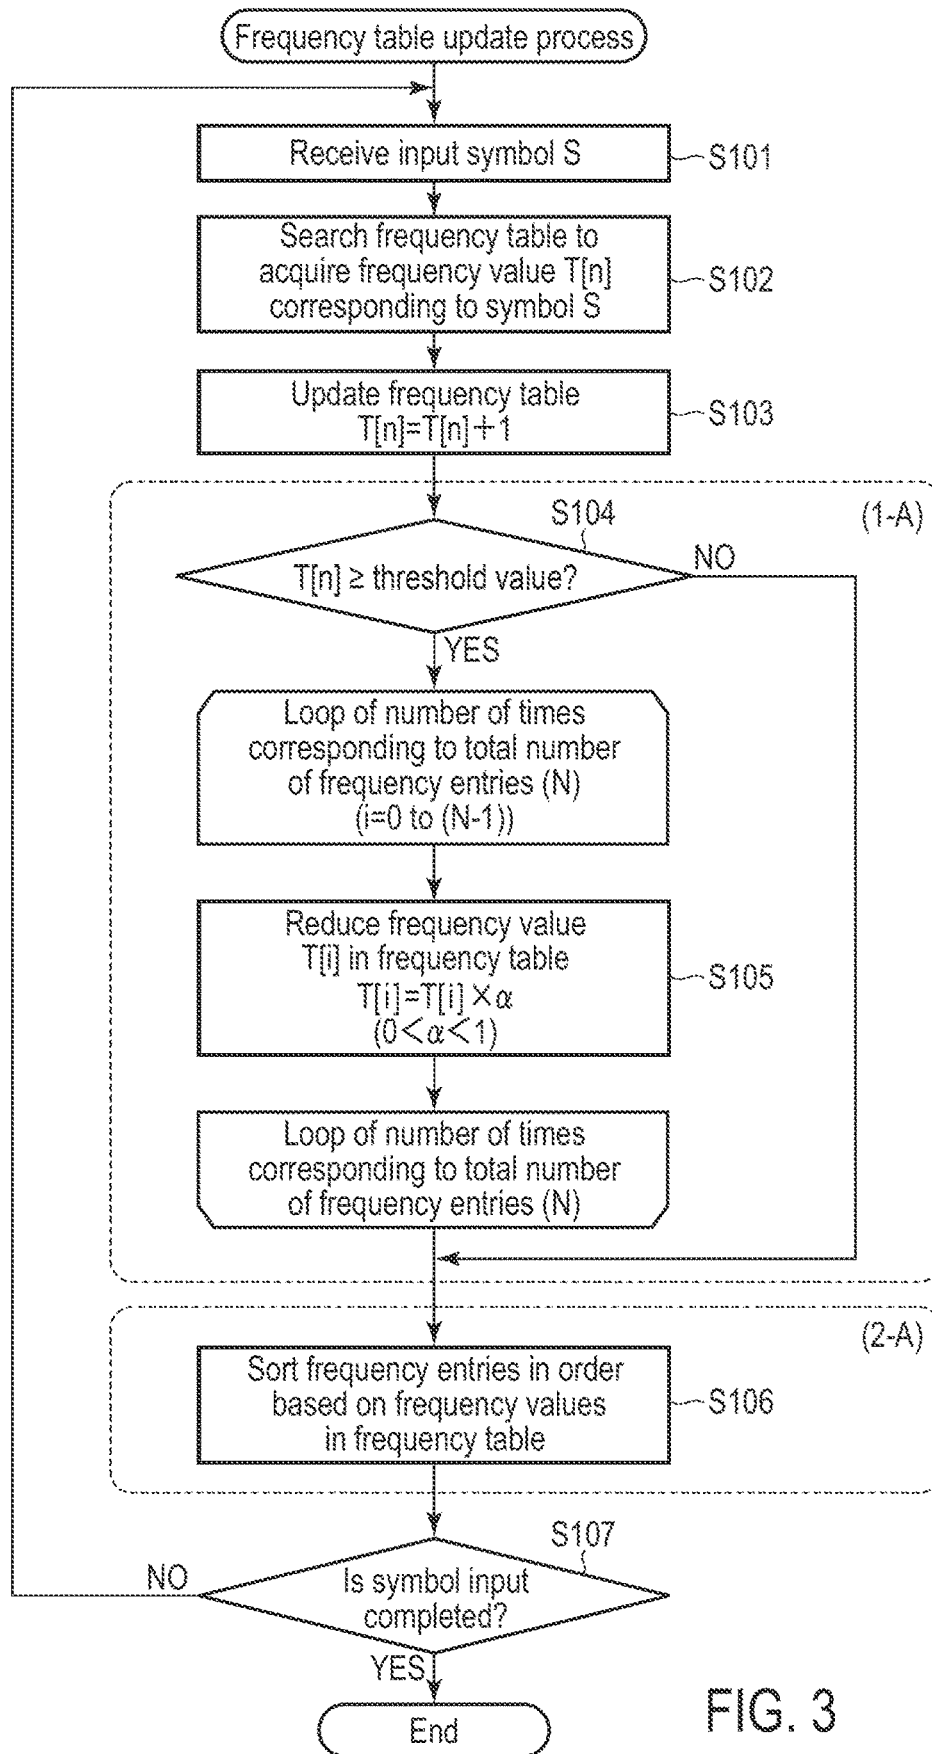 Frequency table update process
Receive input symbol S
S101
Search frequency table to
acquire frequency value T[n]
corresponding to symbol S
S102
Update frequency table
T[n]=T[n]+1
S103
(1-A)
S104
T[n] ≥ threshold value?
NO
YES
Loop of number of times
corresponding to total number
of frequency entries (N)
(i=0 to (N-1))
Reduce frequency value
T[i] in frequency table
T[i]=T[i]×α
(0<α<1)
S105
Loop of number of times
corresponding to total number
of frequency entries (N)
(2-A)
Sort frequency entries in order
based on frequency values
in frequency table
S106
S107
Is symbol input
completed?
NO
YES
End
FIG. 3